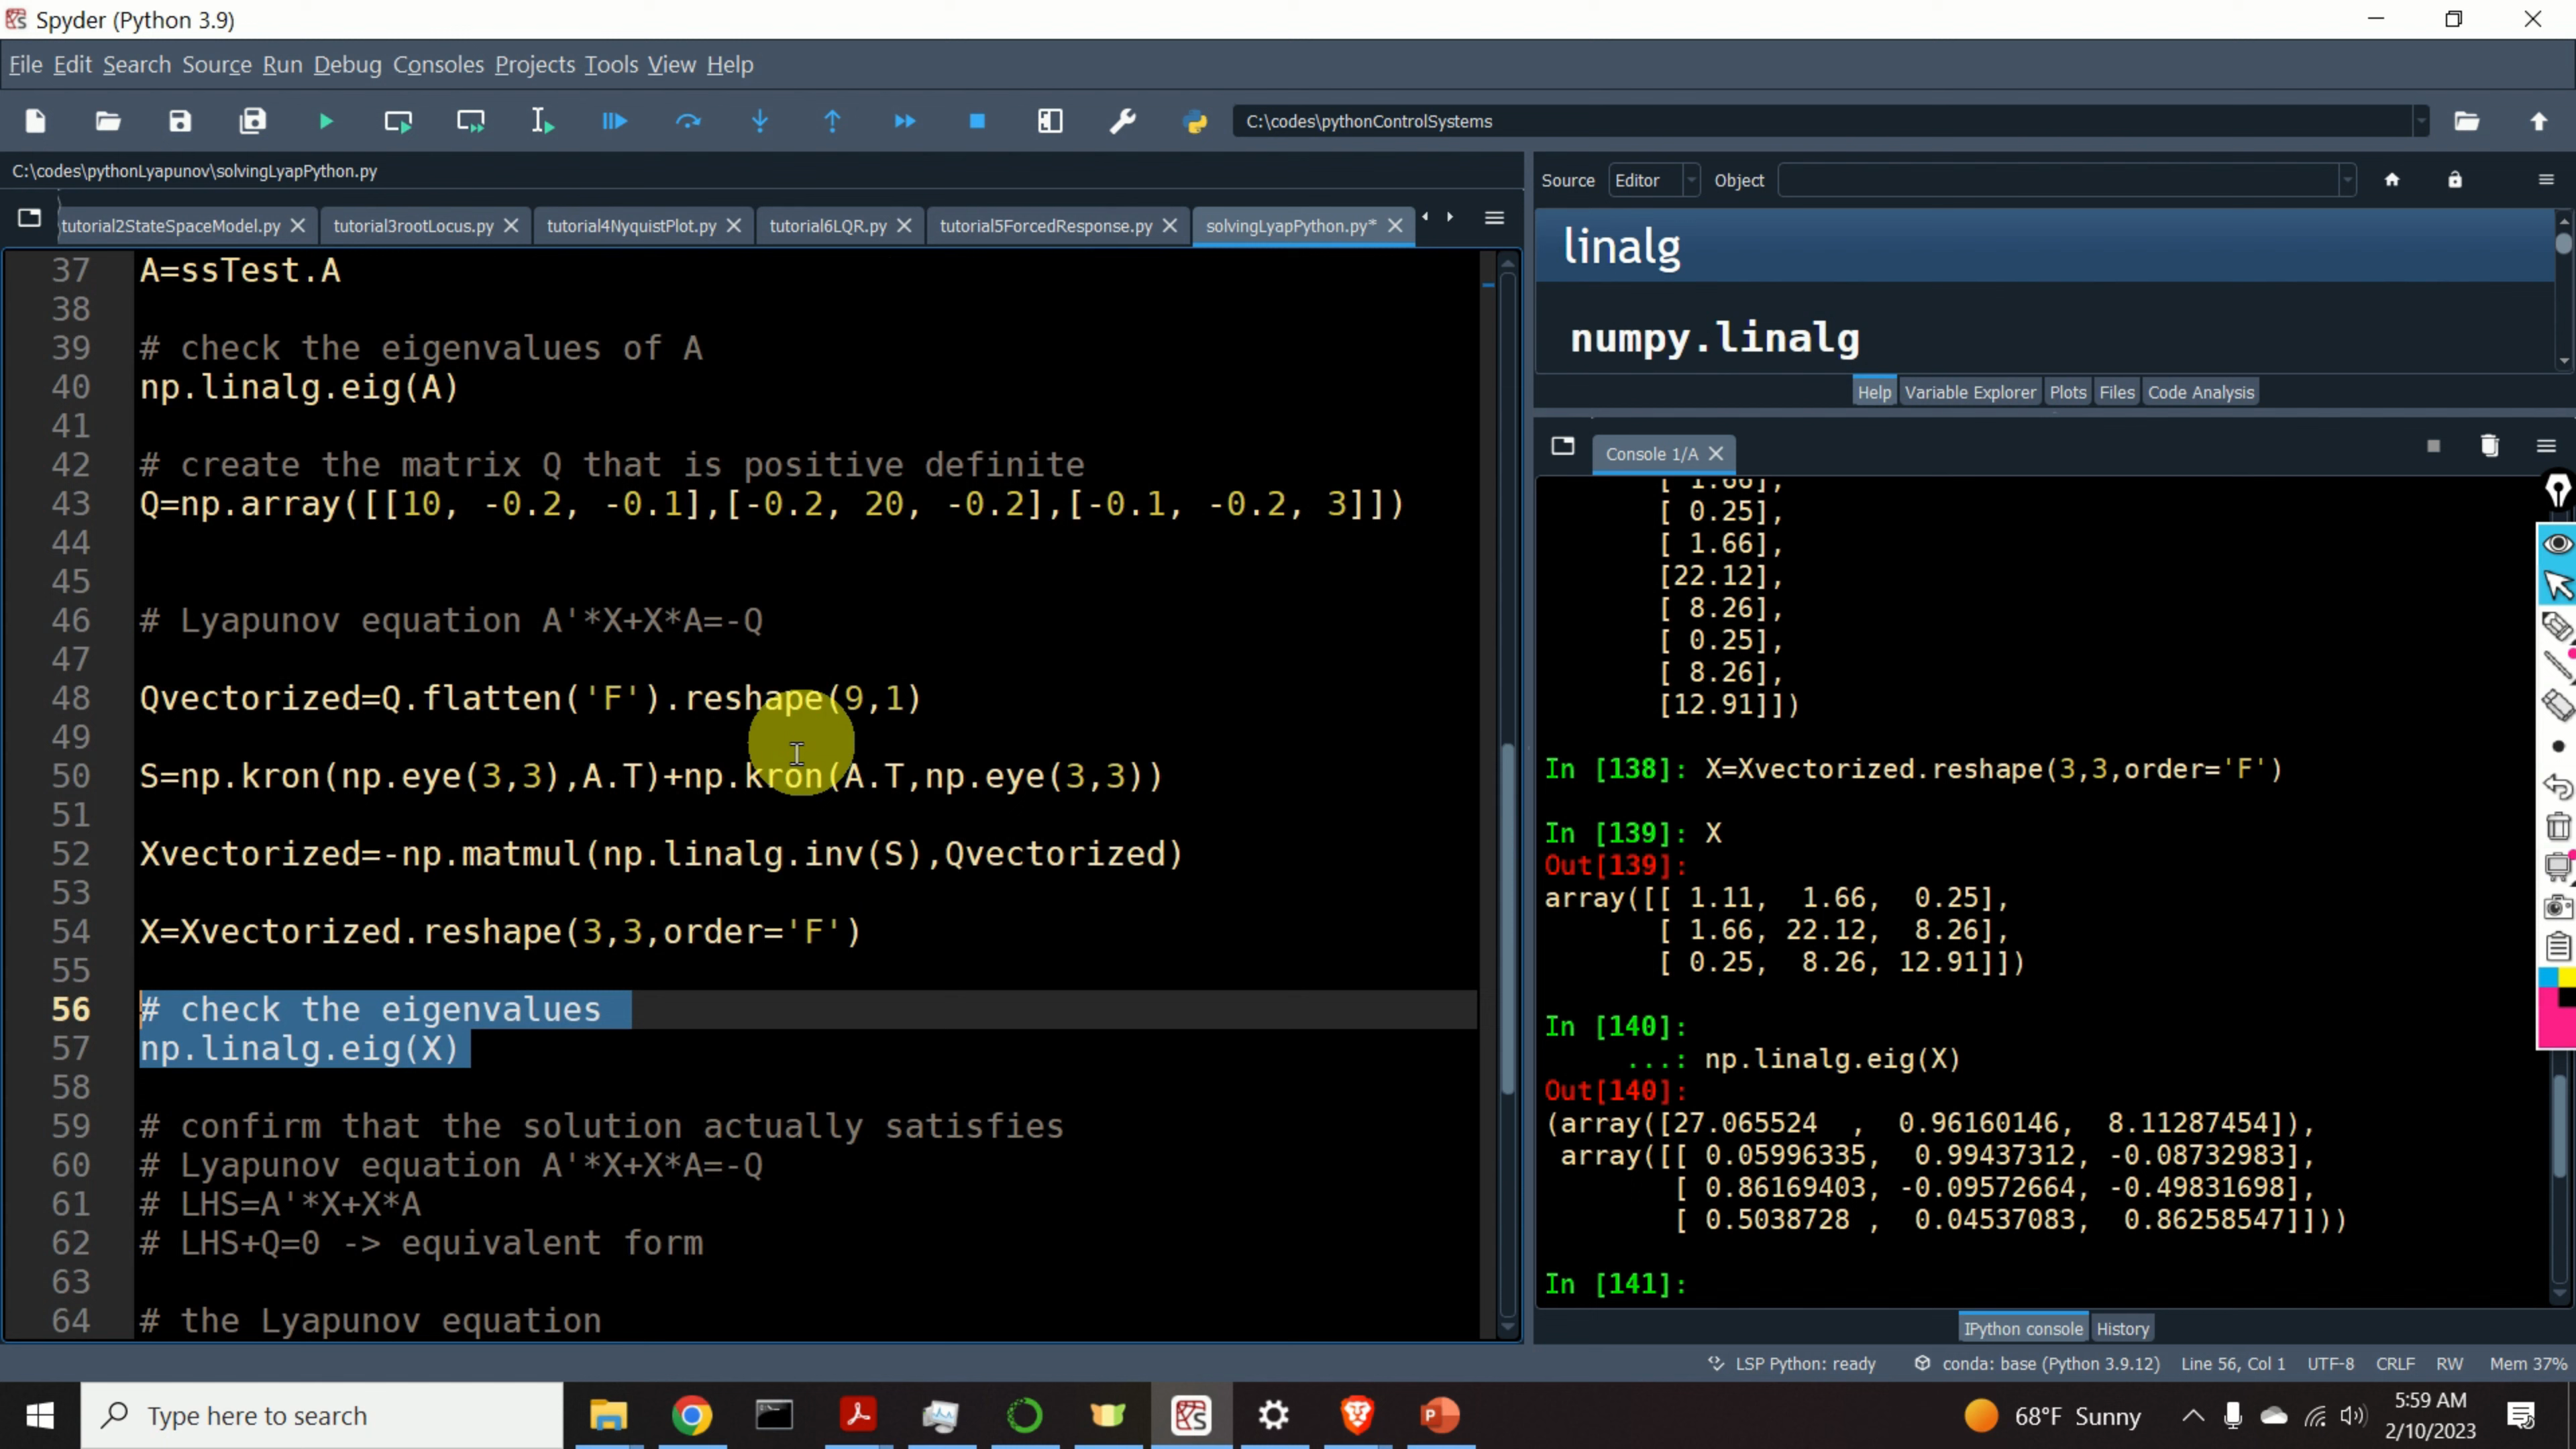 Spyder (Python 3.9)
File Edit Search Source Run Debug Consoles Projects Tools View Help
C:\codes\pythonControlSystems
C:\codes\pythonLyapunov\solvingLyapPython.py
tutorial2StateSpaceModel.py tutorial3rootLocus.py tutorial4NyquistPlot.py tutorial6LQR.py tutorial5ForcedResponse.py solvingLyapPython.py*
37 A=ssTest.A
38
39 # check the eigenvalues of A
40 np.linalg.eig(A)
41
42 # create the matrix Q that is positive definite
43 Q=np.array([[10, -0.2, -0.1],[-0.2, 20, -0.2],[-0.1, -0.2, 3]])
44
45
46 # Lyapunov equation A'*X+X*A=-Q
47
48 Qvectorized=Q.flatten('F').reshape(9,1)
49
50 S=np.kron(np.eye(3,3),A.T)+np.kron(A.T,np.eye(3,3))
51
52 Xvectorized=-np.matmul(np.linalg.inv(S),Qvectorized)
53
54 X=Xvectorized.reshape(3,3,order='F')
55
56 # check the eigenvalues
57 np.linalg.eig(X)
58
59 # confirm that the solution actually satisfies
60 # Lyapunov equation A'*X+X*A=-Q
61 # LHS=A'*X+X*A
62 # LHS+Q=0 -> equivalent form
63
64 # the Lyapunov equation
Source Editor Object
linalg
numpy.linalg
Help Variable Explorer Plots Files Code Analysis
Console 1/A
[ 1.66],
[ 0.25],
[ 1.66],
[22.12],
[ 8.26],
[ 0.25],
[ 8.26],
[12.91]])
In [138]: X=Xvectorized.reshape(3,3,order='F')
In [139]: X
Out[139]:
array([[ 1.11, 1.66, 0.25],
[ 1.66, 22.12, 8.26],
[ 0.25, 8.26, 12.91]])
In [140]:
...: np.linalg.eig(X)
Out[140]:
(array([27.065524 , 0.96160146, 8.11287454]),
array([[ 0.05996335, 0.99437312, -0.08732983],
[ 0.86169403, -0.09572664, -0.49831698],
[ 0.5038728 , 0.04537083, 0.86258547]]))
In [141]:
IPython console History
LSP Python: ready conda: base (Python 3.9.12) Line 56, Col 1 UTF-8 CRLF RW Mem 37%
Type here to search
68°F Sunny
5:59 AM
2/10/2023